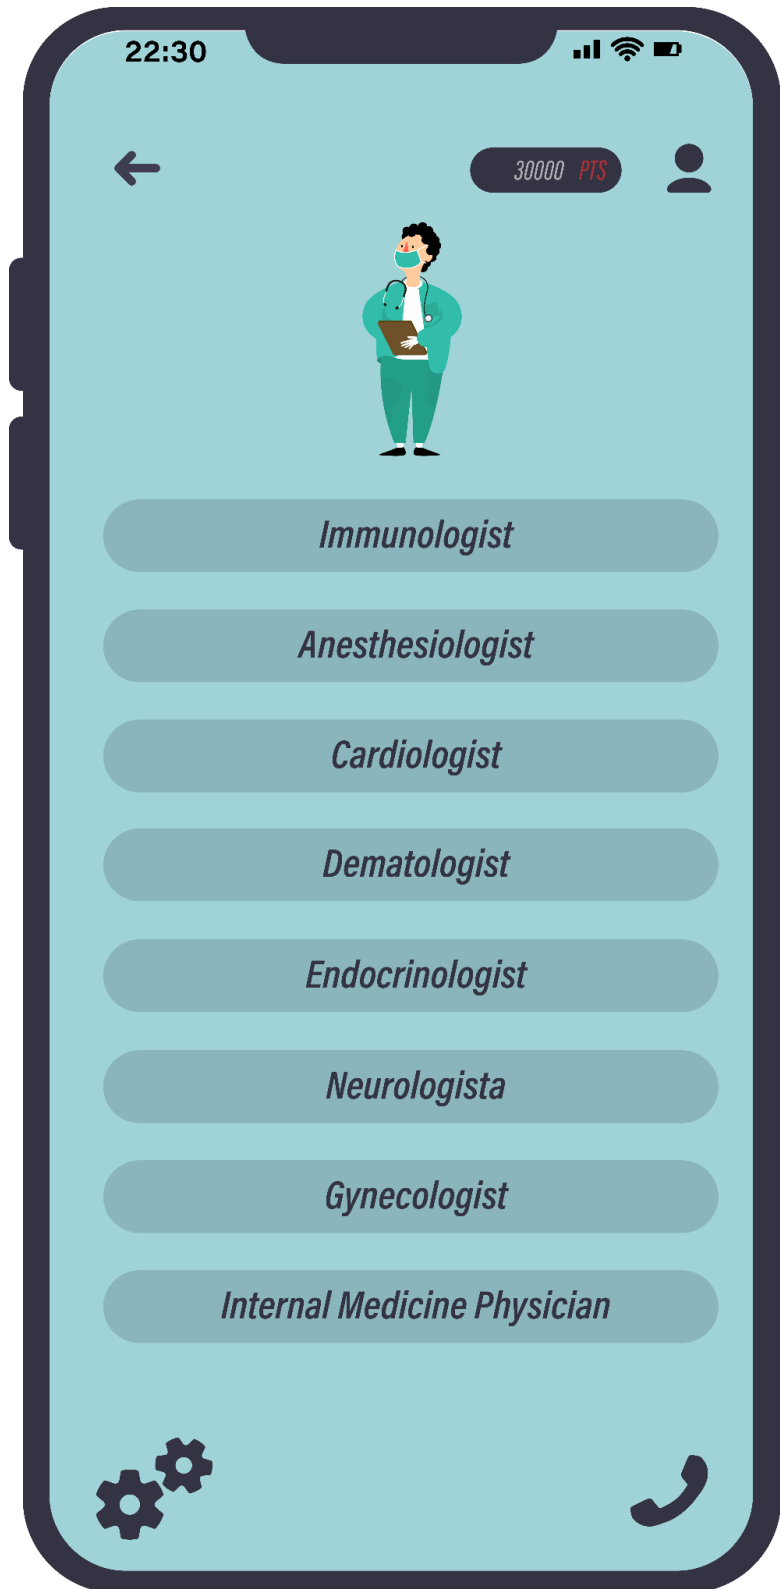 22:30
30000 PTS
Immunologist
Anesthesiologist
Cardiologist
Dematologist
Endocrinologist
Neurologista
Gynecologist
Internal Medicine Physician